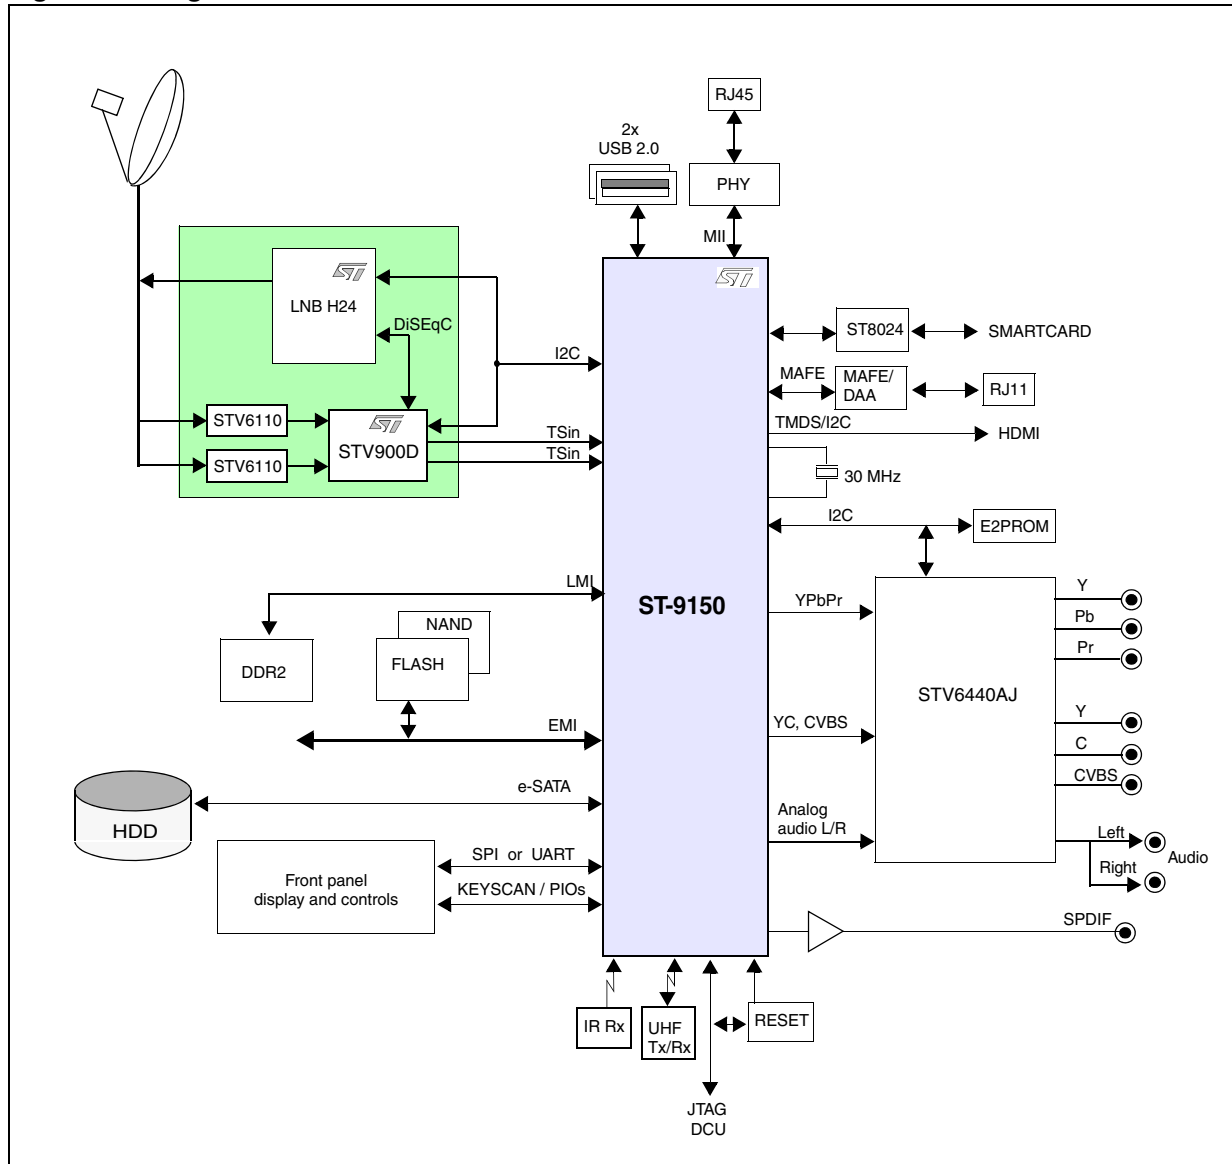 RJ45
2x
USB 2.0
PHY
MII
ST
ST
LNB H24
DiSEqC
I2C
ST8024
SMARTCARD
MAFE
MAFE/
DAA
RJ11
TMDS/I2C
HDMI
30 MHz
STV6110
ST
STV900D
TSin
TSin
STV6110
I2C
E2PROM
LMI
ST-9150
YPbPr
Y
Pb
Pr
NAND
FLASH
DDR2
STV6440AJ
EMI
YC, CVBS
Y
C
CVBS
e-SATA
HDD
Analog
audio L/R
Left
Right
Audio
SPI or UART
KEYSCAN / PIOs
Front panel
display and controls
SPDIF
IR Rx
UHF
Tx/Rx
RESET
JTAG
DCU